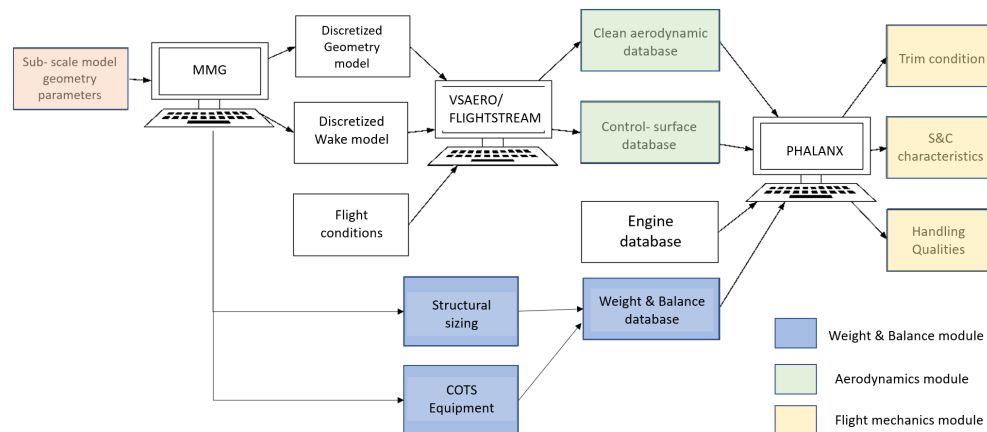 Sub- scale model
geometry
parameters
MMG
Discretized
Geometry
model
Discretized
Wake model
Flight
conditions
VSAERO/
FLIGHTSTREAM
Clean aerodynamic
database
Control- surface
database
Engine
database
Structural
sizing
COTS
Equipment
Weight & Balance
database
PHALANX
Trim condition
S&C
characteristics
Handling
Qualities
Weight & Balance module
Aerodynamics module
Flight mechanics module